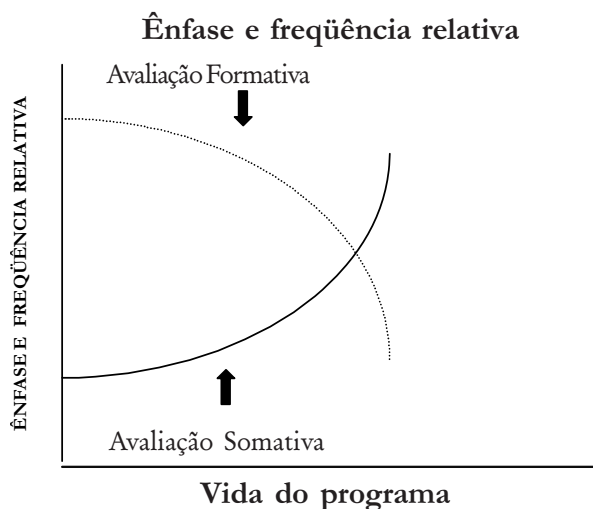 Ênfase e freqüência relativa
Avaliação Formativa
ÊNFASE E FREQÜÊNCIA RELATIVA
Avaliação Somativa
Vida do programa